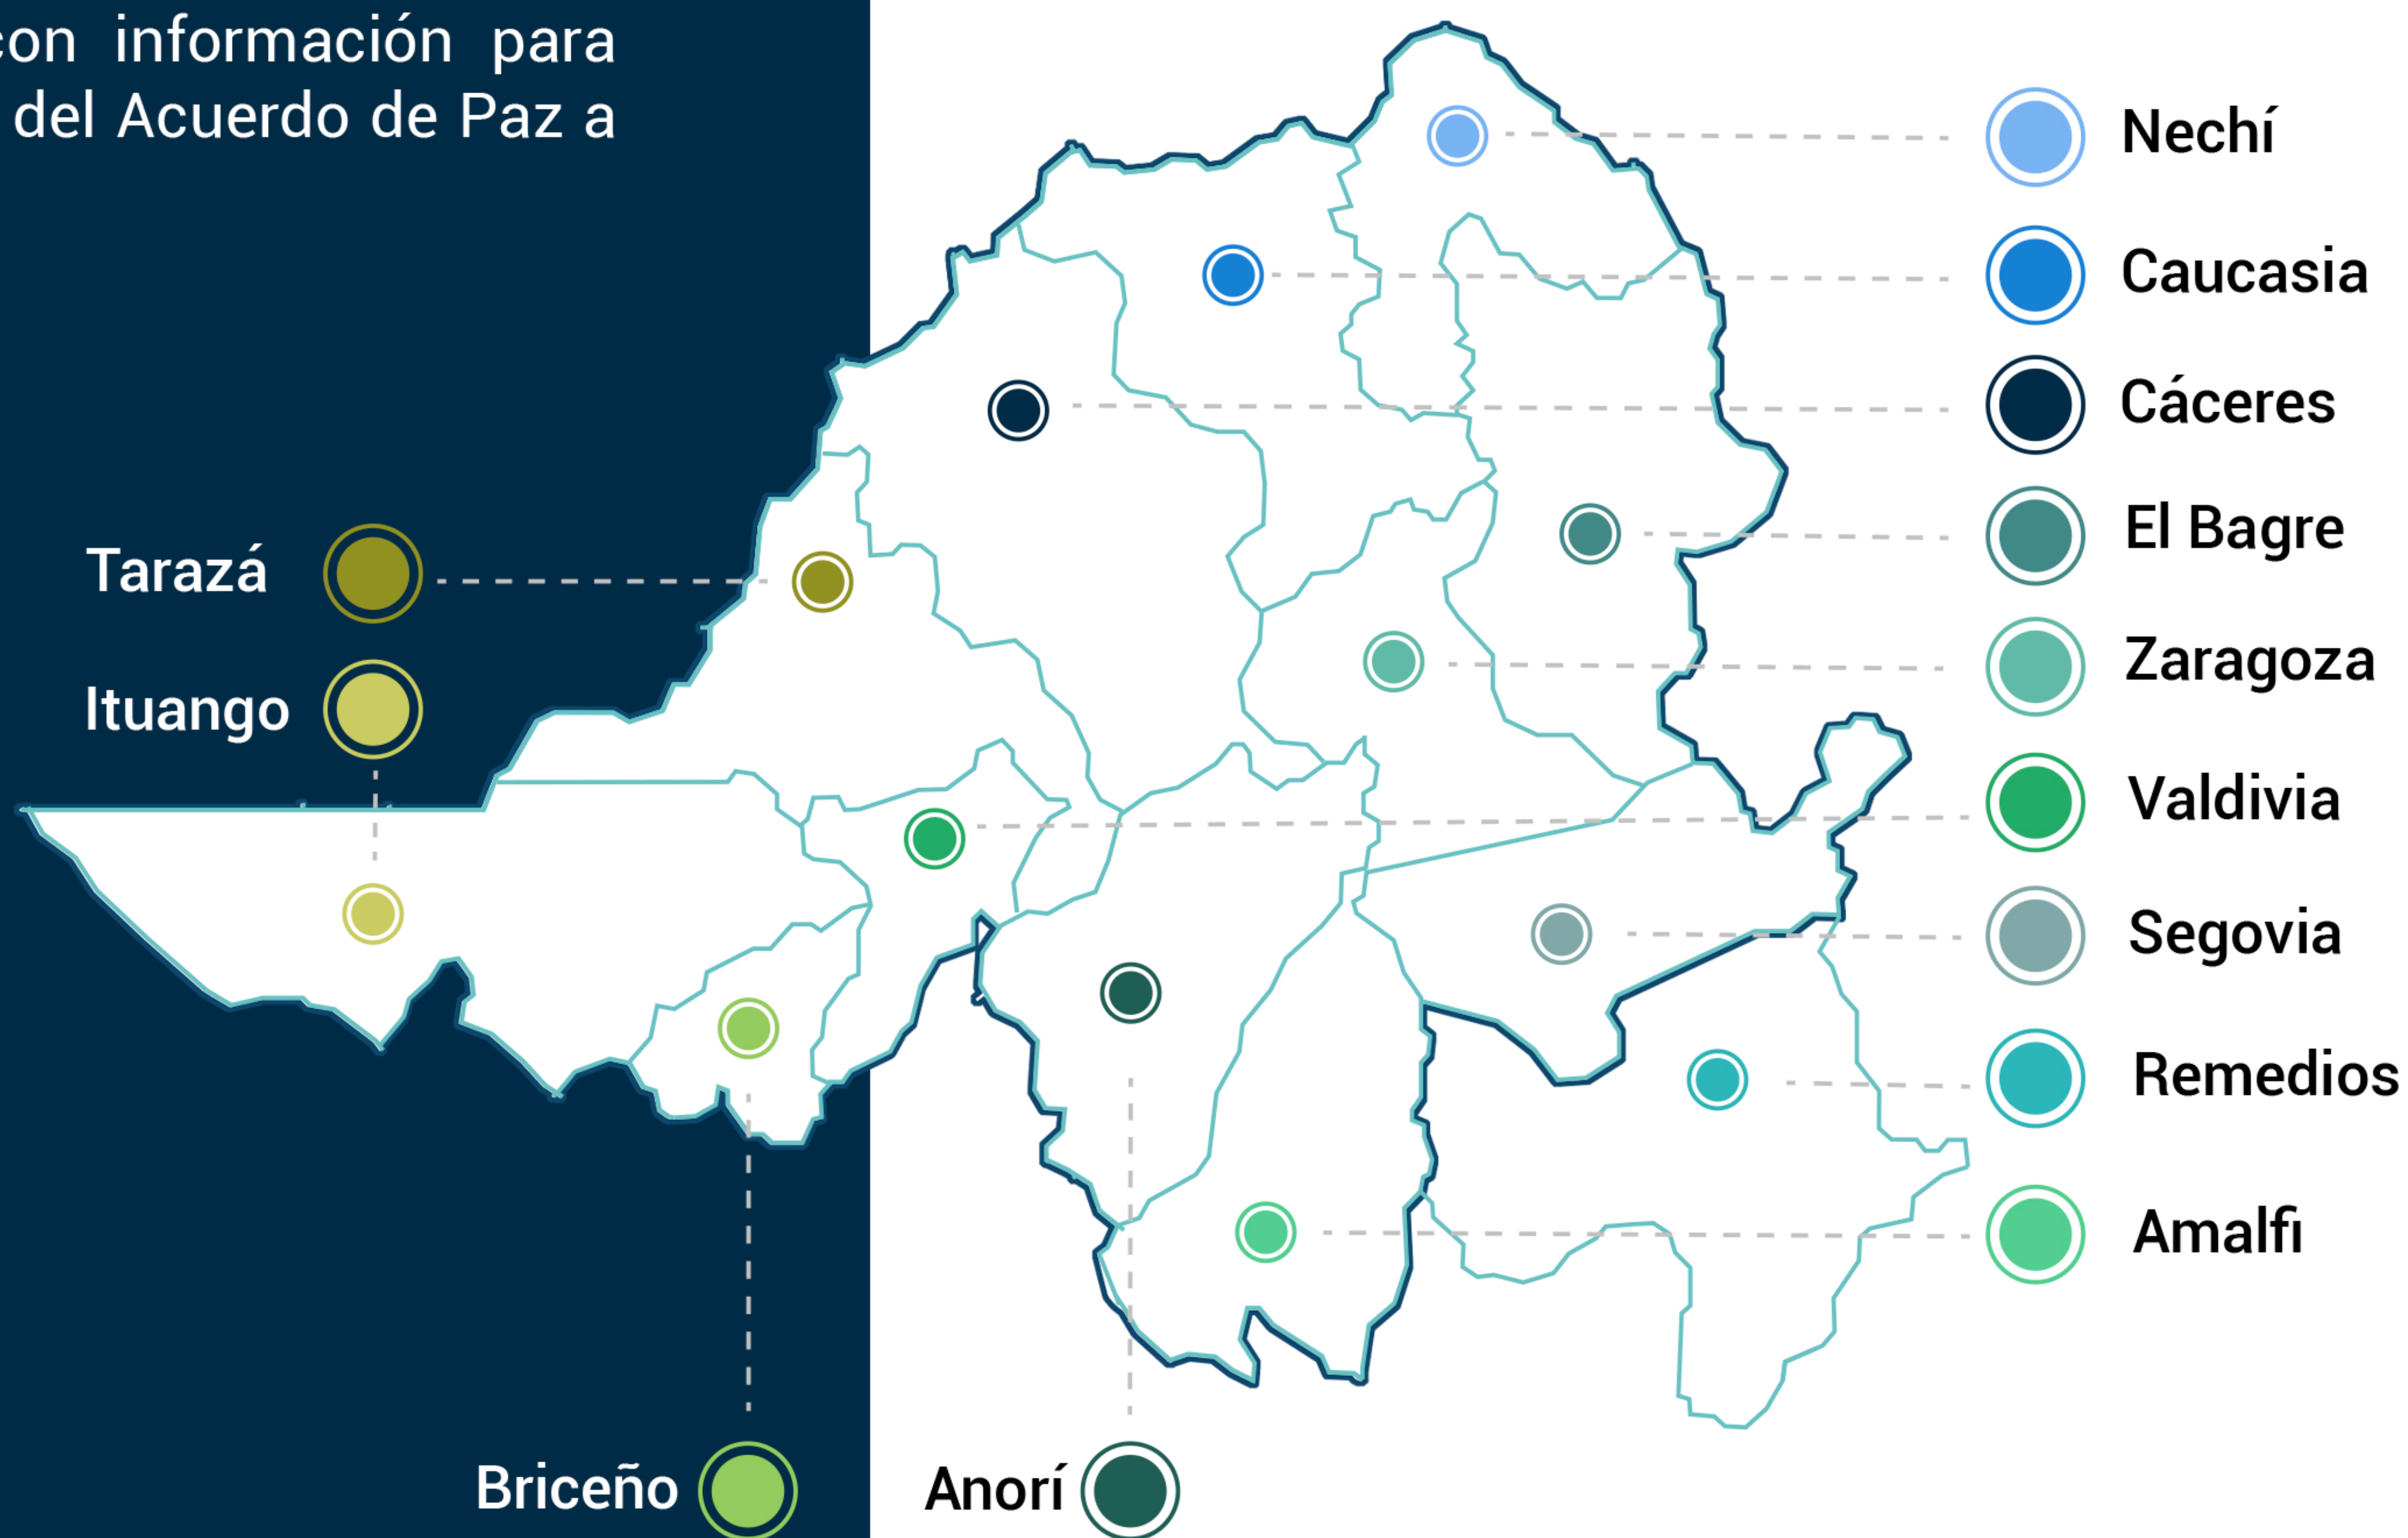 con información para
del Acuerdo de Paz a
Nechí
Caucasia
Cáceres
El Bagre
Tarazá
Zaragoza
Ituango
Valdivia
Segovia
Remedios
Amalfi
Briceño
Anorí